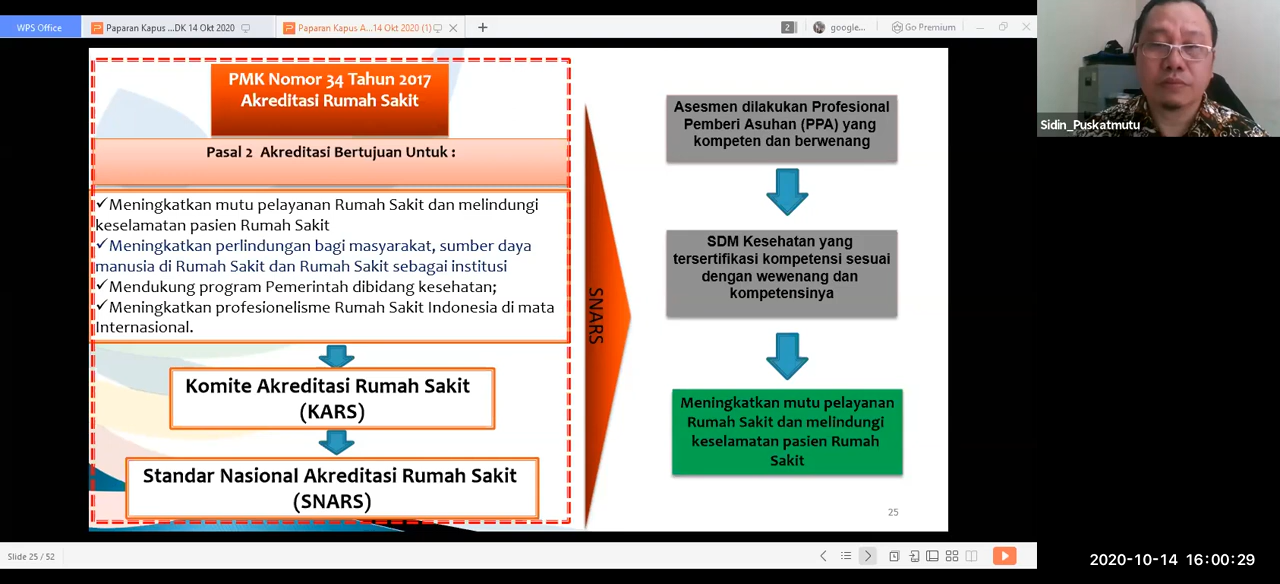 WPS Office
Paparan Kapus ...DK 14 Okt 2020
Paparan Kapus A...14 Okt 2020 (1)
2
google...
Go Premium
PMK Nomor 34 Tahun 2017
Akreditasi Rumah Sakit
Pasal 2 Akreditasi Bertujuan Untuk :
✓Meningkatkan mutu pelayanan Rumah Sakit dan melindungi
keselamatan pasien Rumah Sakit
✓Meningkatkan perlindungan bagi masyarakat, sumber daya
manusia di Rumah Sakit dan Rumah Sakit sebagai institusi
✓Mendukung program Pemerintah dibidang kesehatan;
✓Meningkatkan profesionelisme Rumah Sakit Indonesia di mata
Internasional.
Komite Akreditasi Rumah Sakit
(KARS)
Standar Nasional Akreditasi Rumah Sakit
(SNARS)
SNARS
Asesmen dilakukan Profesional
Pemberi Asuhan (PPA) yang
kompeten dan berwenang
SDM Kesehatan yang
tersertifikasi kompetensi sesuai
dengan wewenang dan
kompetensinya
Meningkatkan mutu pelayanan
Rumah Sakit dan melindungi
keselamatan pasien Rumah
Sakit
25
Sidin_Puskatmutu
Slide 25 / 52
2020-10-14 16:00:29